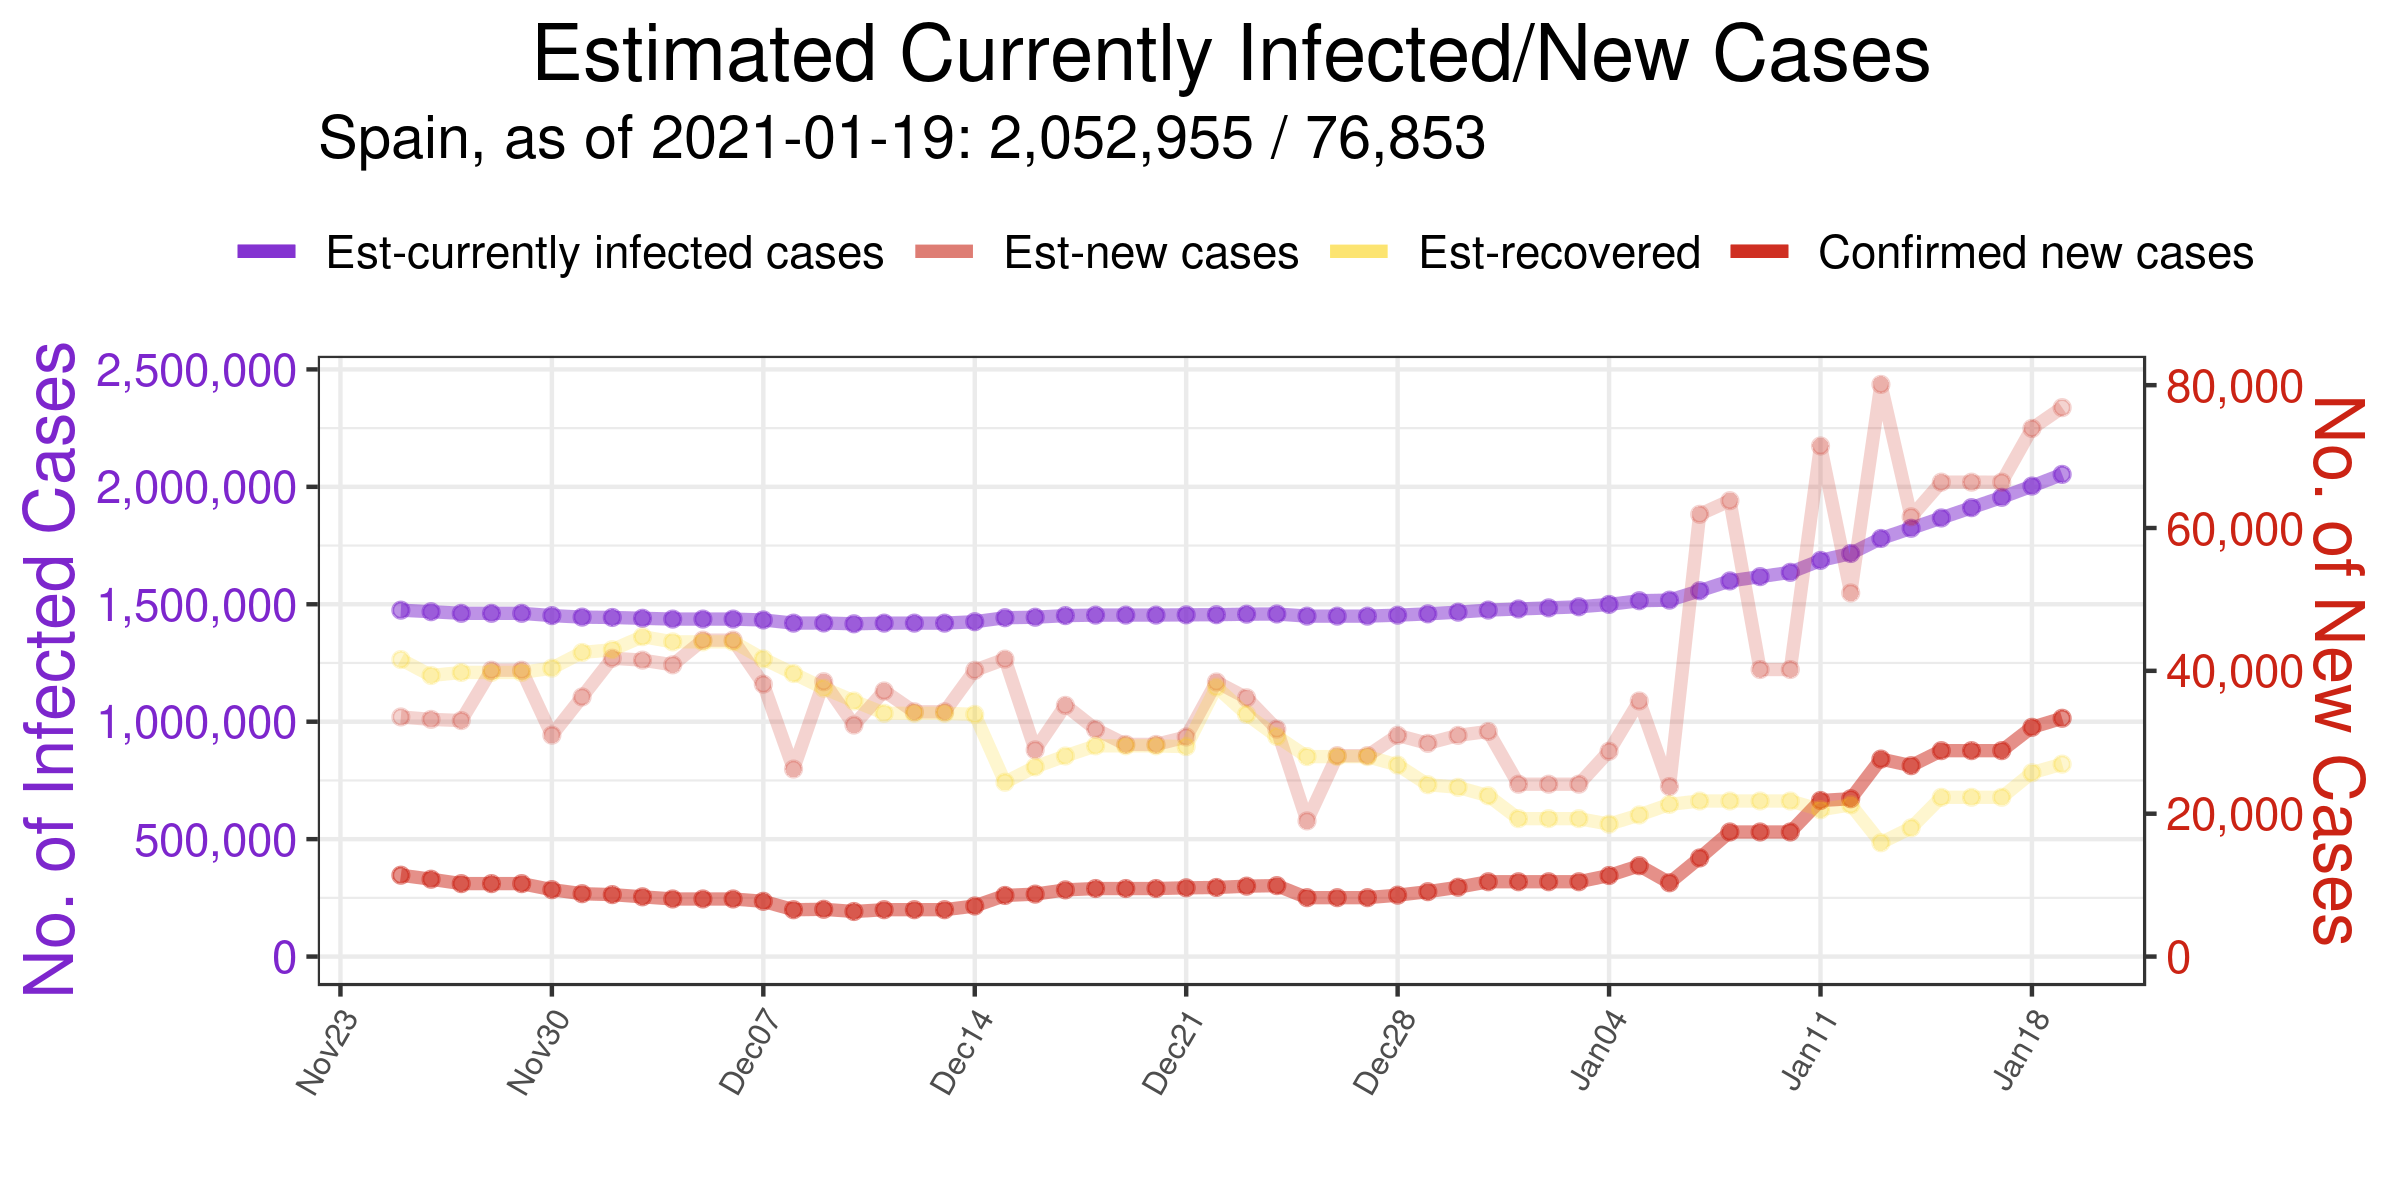 Estimated Currently Infected/New Cases
Spain, as of 2021-01-19: 2,052,955 / 76,853
Est-currently infected cases Est-new cases Est-recovered Confirmed new cases
No. of Infected Cases
2,500,000
2,000,000
1,500,000
1,000,000
500,000
0
80,000
60,000
40,000
20,000
0
No. of New Cases
Nov23 Nov30 Dec07 Dec14 Dec21 Dec28 Jan04 Jan11 Jan18